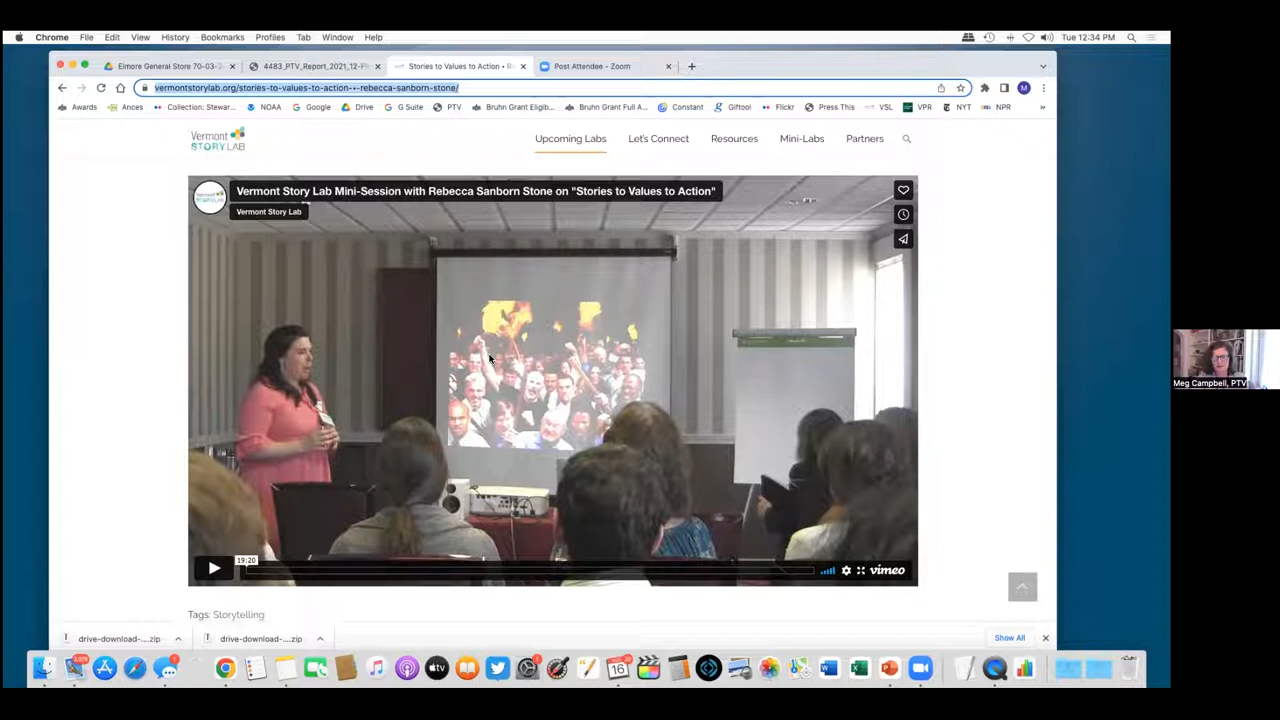 Chrome File Edit View History Bookmarks Profiles Tab Window Help
Tue 12:34 PM
Elmore General Store 70-03-2
4483_PTV_Report_2021_12-F
Stories to Values to Action • R
Post Attendee - Zoom
vermontstorylab.org/stories-to-values-to-action-•-rebecca-sanborn-stone/
M
Awards Ances Collection: Stewar... NOAA Google Drive G Suite PTV Bruhn Grant Eligib... Bruhn Grant Full A... Constant Giftool Flickr Press This VSL VPR NYT NPR
Vermont
STORY LAB
Upcoming Labs Let's Connect Resources Mini-Labs Partners
Vermont Story Lab Mini-Session with Rebecca Sanborn Stone on "Stories to Values to Action"
Vermont Story Lab
Meg Campbell, PTV
19:20
vimeo
Tags: Storytelling
drive-download-....zip
drive-download-....zip
Show All
tv